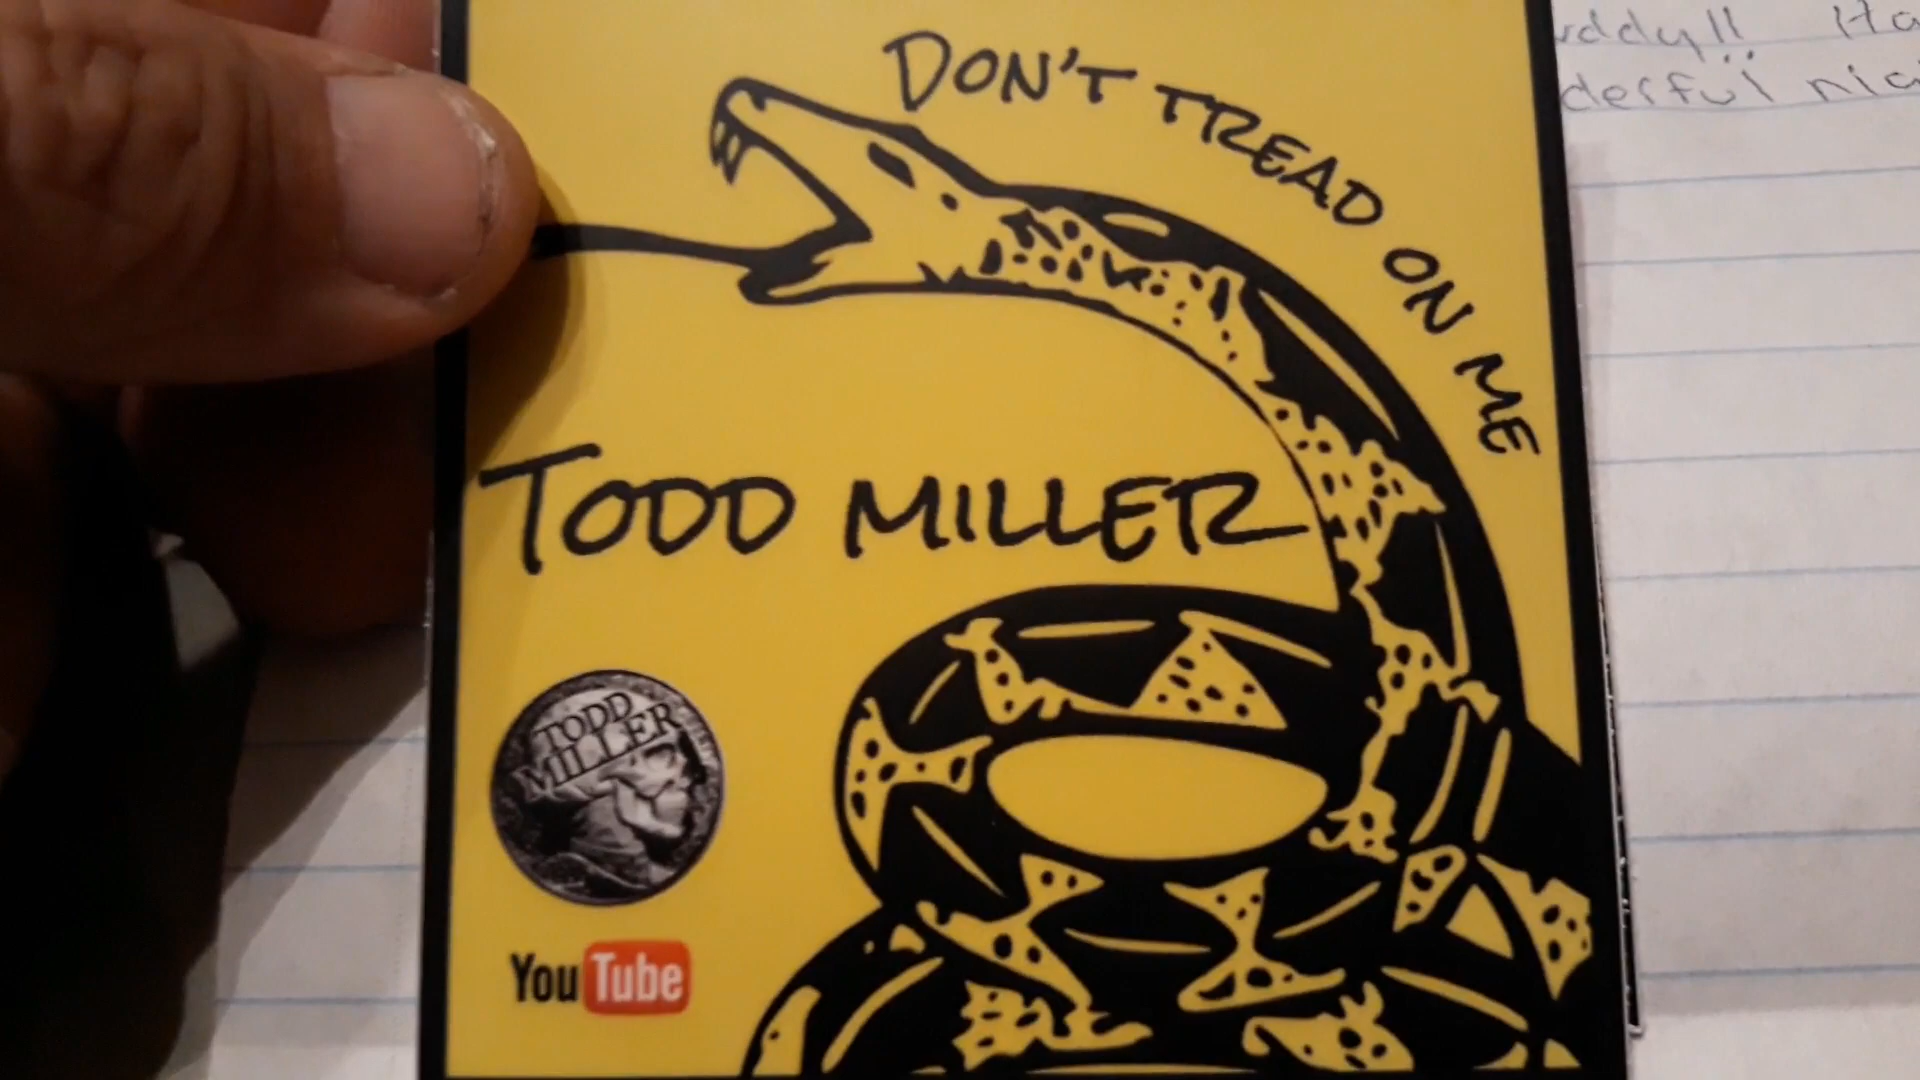 DON'T TREAD ON ME
TODD MILLER
TODD
MILLER
YouTube